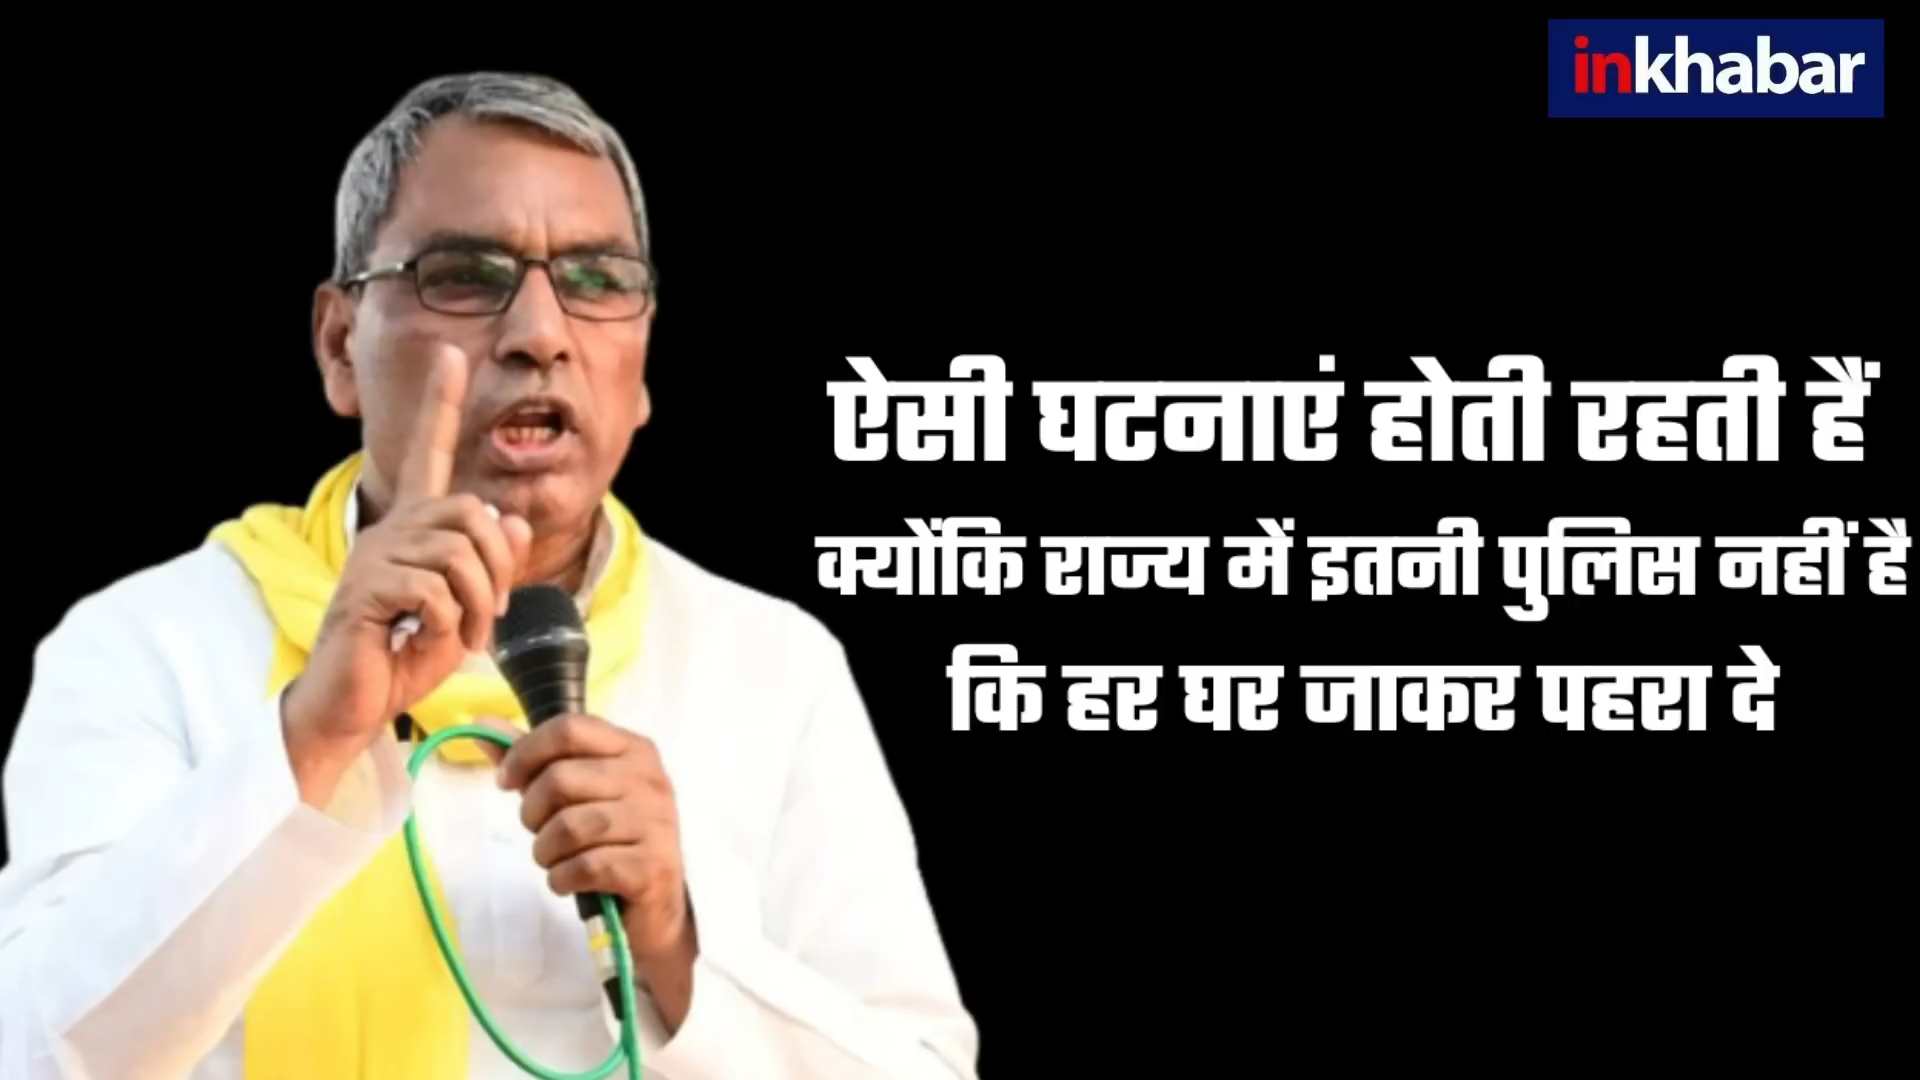 inkhabar
ऐसी घटनाएं होती रहती हैं
क्योंकि राज्य में इतनी पुलिस नहीं है
कि हर घर जाकर पहरा दे